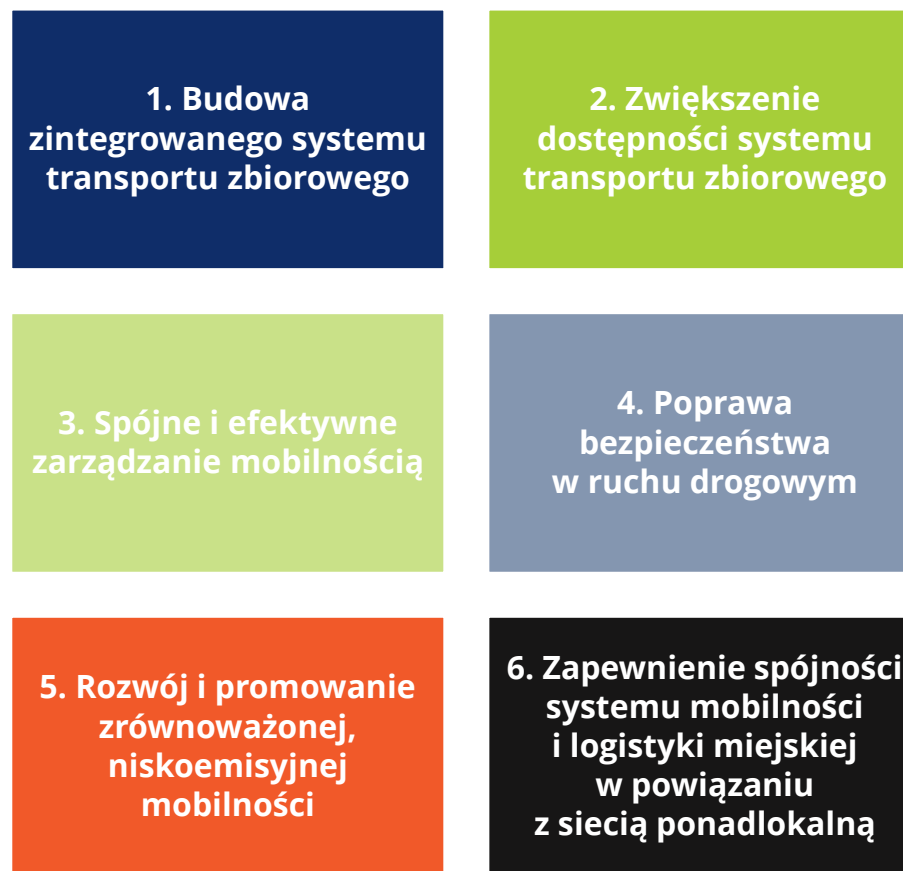 1. Budowa
zintegrowanego systemu
transportu zbiorowego
2. Zwiększenie
dostępności systemu
transportu zbiorowego
3. Spójne i efektywne
zarządzanie mobilnością
4. Poprawa
bezpieczeństwa
w ruchu drogowym
5. Rozwój i promowanie
zrównoważonej,
niskoemisyjnej
mobilności
6. Zapewnienie spójności
systemu mobilności
i logistyki miejskiej
w powiązaniu
z siecią ponadlokalną